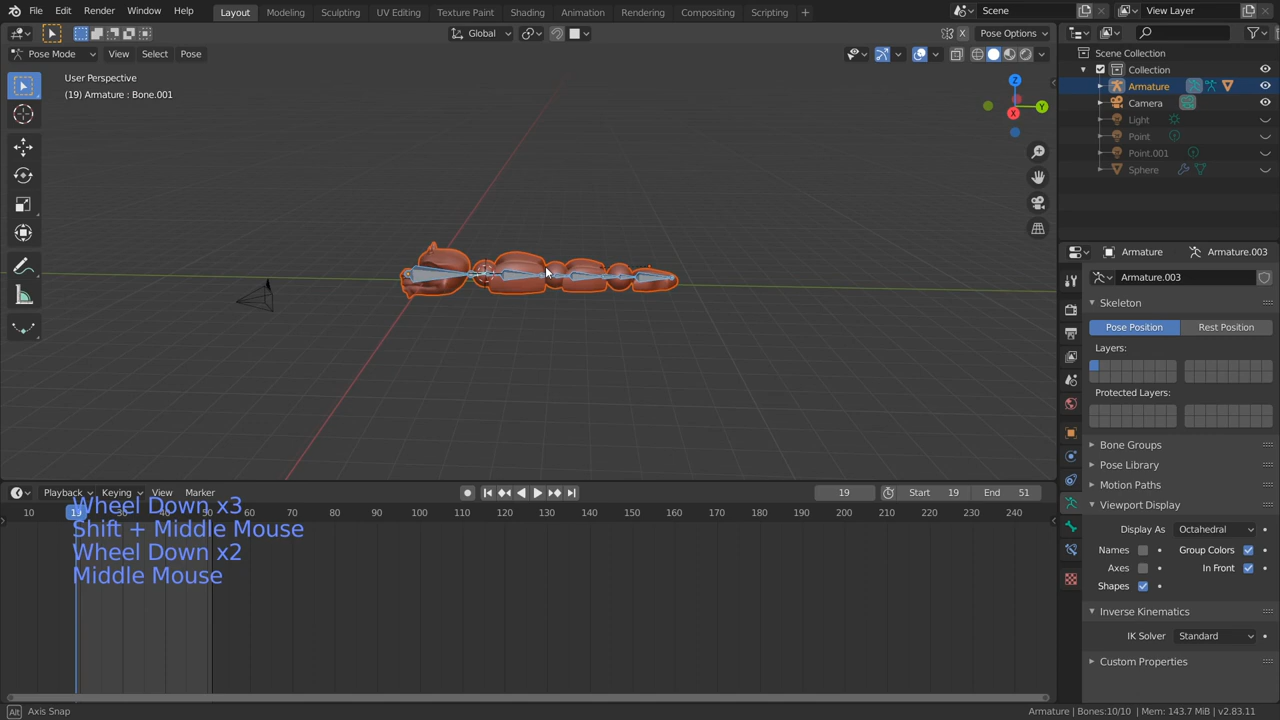 File Edit Render Window Help Layout Modeling Sculpting UV Editing Texture Paint Shading Animation Rendering Compositing Scripting + Scene View Layer
Global X Pose Options
Pose Mode View Select Pose
User Perspective
(19) Armature : Bone.001
Z
Y
X
Scene Collection
Collection
Armature
Camera
Light
Point
Point.001
Sphere
Armature Armature.003
Armature.003
Skeleton
Pose Position Rest Position
Layers:
Protected Layers:
Bone Groups
Pose Library
Motion Paths
Viewport Display
Display As Octahedral
Names Group Colors
Axes In Front
Shapes
Inverse Kinematics
IK Solver Standard
Custom Properties
Playback Keying View Marker 19 Start 19 End 51
10 19 30 40 50 60 70 80 90 100 110 120 130 140 150 160 170 180 190 200 210 220 230 240
Wheel Down x3
Shift + Middle Mouse
Wheel Down x2
Middle Mouse
Alt Axis Snap Armature | Bones:10/10 | Mem: 143.7 MiB | v2.83.11